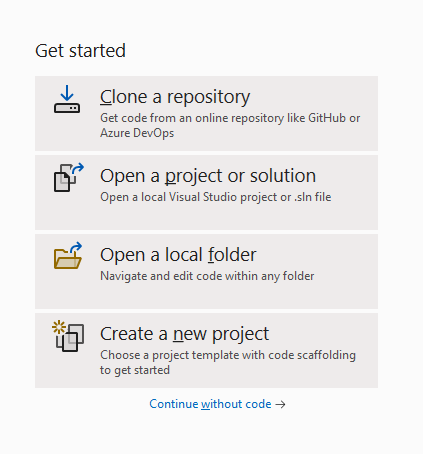 Get started
Clone a repository
Get code from an online repository like GitHub or
Azure DevOps
Open a project or solution
Open a local Visual Studio project or .sln file
Open a local folder
Navigate and edit code within any folder
Create a new project
Choose a project template with code scaffolding
to get started
Continue without code →